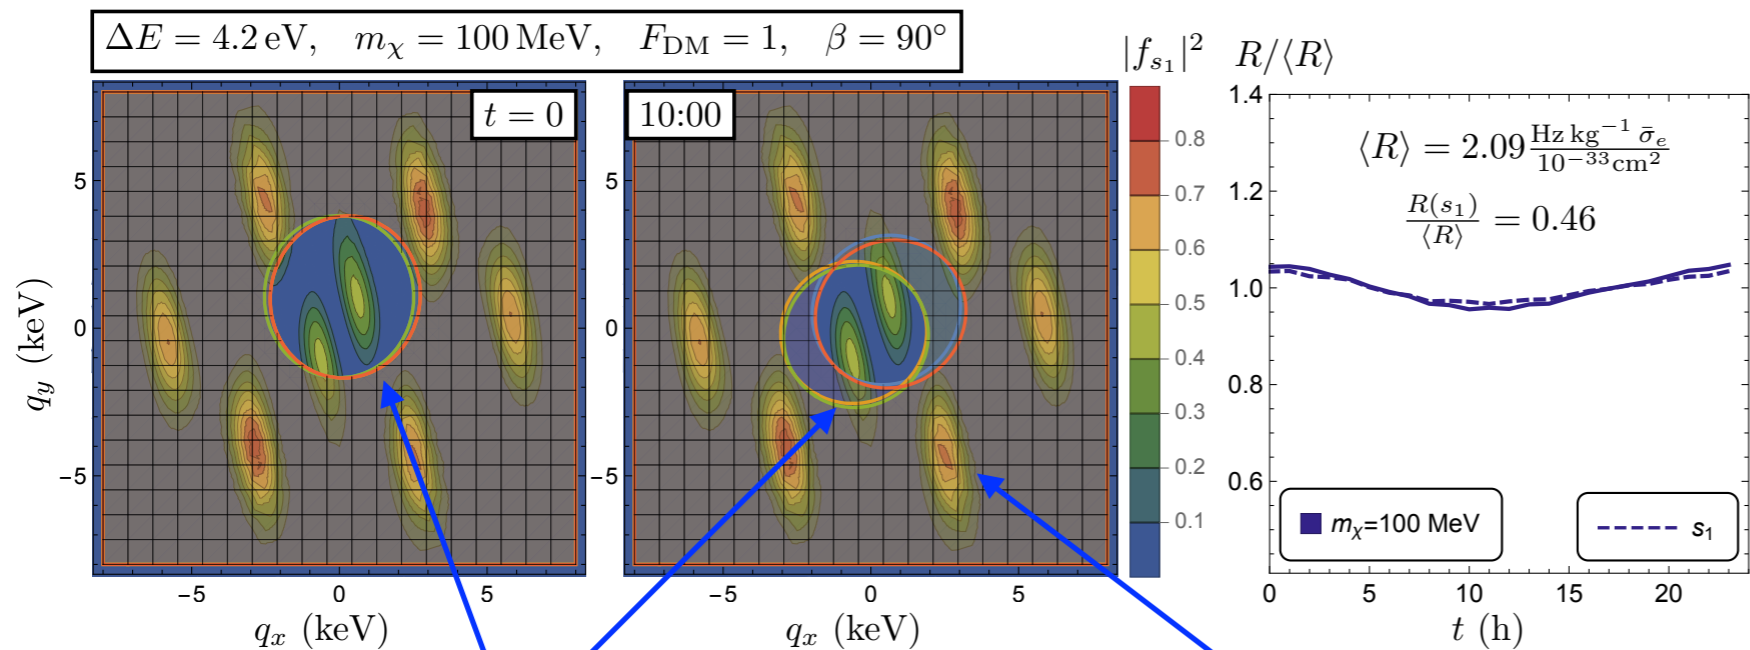 ΔE = 4.2 eV, m_χ = 100 MeV, F_DM = 1, β = 90°
t = 0
5
0
−5
q_y (keV)
−5 0 5
q_x (keV)
10:00
5
0
−5
−5 0 5
q_x (keV)
|f_{s_1}|^2
0.8
0.7
0.6
0.5
0.4
0.3
0.2
0.1
R/⟨R⟩
1.4
1.2
1.0
0.8
0.6
⟨R⟩ = 2.09 \frac{Hz kg^{−1} \bar{σ}_e}{10^{−33}cm^2}
\frac{R(s_1)}{⟨R⟩} = 0.46
m_χ=100 MeV
s_1
0 5 10 15 20
t (h)